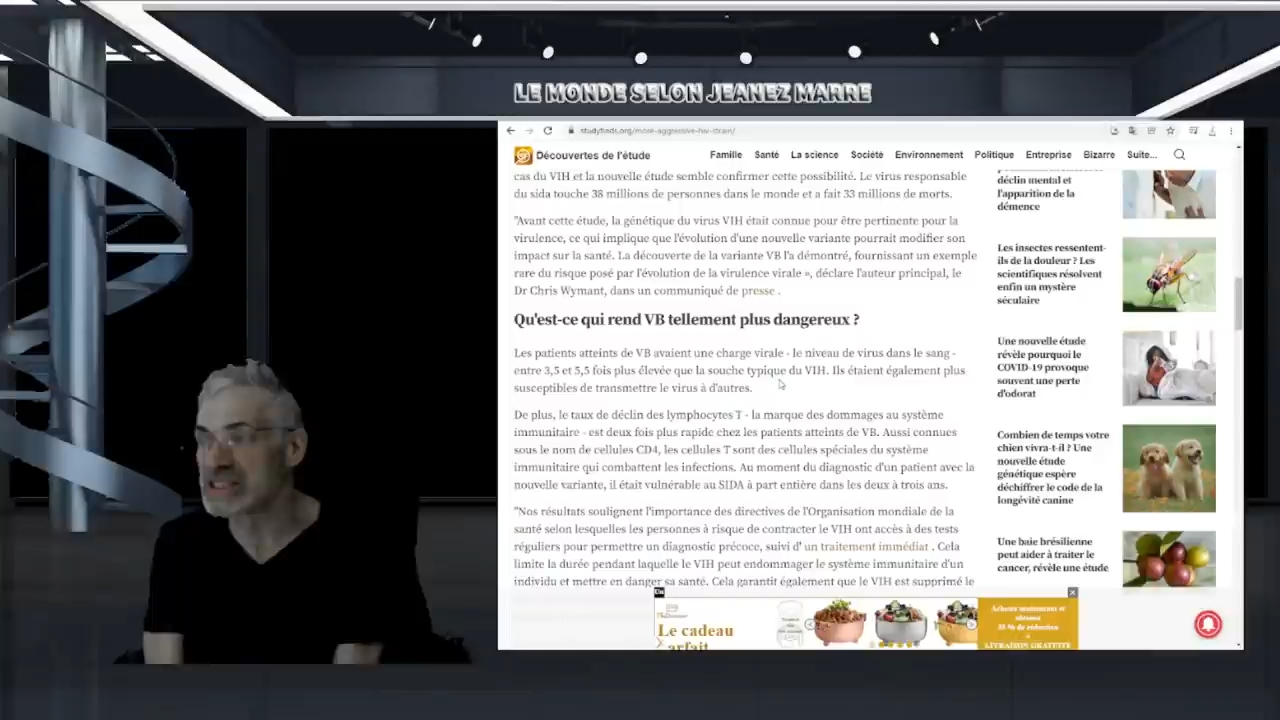 LE MONDE SELON JEANEZ MARRE
studyfinds.org/more-aggressive-hiv-strain/
Découvertes de l'étude
Famille Santé La science Société Environnement Politique Entreprise Bizarre Suite...
cas du VIH et la nouvelle étude semble confirmer cette possibilité. Le virus responsable
du sida touche 38 millions de personnes dans le monde et a fait 33 millions de morts.
"Avant cette étude, la génétique du virus VIH était connue pour être pertinente pour la
virulence, ce qui implique que l'évolution d'une nouvelle variante pourrait modifier son
impact sur la santé. La découverte de la variante VB l'a démontré, fournissant un exemple
rare du risque posé par l'évolution de la virulence virale », déclare l'auteur principal, le
Dr Chris Wymant, dans un communiqué de presse .
Qu'est-ce qui rend VB tellement plus dangereux ?
Les patients atteints de VB avaient une charge virale - le niveau de virus dans le sang -
entre 3,5 et 5,5 fois plus élevée que la souche typique du VIH. Ils étaient également plus
susceptibles de transmettre le virus à d'autres.
De plus, le taux de déclin des lymphocytes T - la marque des dommages au système
immunitaire - est deux fois plus rapide chez les patients atteints de VB. Aussi connues
sous le nom de cellules CD4, les cellules T sont des cellules spéciales du système
immunitaire qui combattent les infections. Au moment du diagnostic d'un patient avec la
nouvelle variante, il était vulnérable au SIDA à part entière dans les deux à trois ans.
"Nos résultats soulignent l'importance des directives de l'Organisation mondiale de la
santé selon lesquelles les personnes à risque de contracter le VIH ont accès à des tests
réguliers pour permettre un diagnostic précoce, suivi d' un traitement immédiat . Cela
limite la durée pendant laquelle le VIH peut endommager le système immunitaire d'un
individu et mettre en danger sa santé. Cela garantit également que le VIH est supprimé le
déclin mental et
l'apparition de la
démence
Les insectes ressentent-
ils de la douleur ? Les
scientifiques résolvent
enfin un mystère
séculaire
Une nouvelle étude
révèle pourquoi le
COVID-19 provoque
souvent une perte
d'odorat
Combien de temps votre
chien vivra-t-il ? Une
nouvelle étude
génétique espère
déchiffrer le code de la
longévité canine
Une baie brésilienne
peut aider à traiter le
cancer, révèle une étude
Le cadeau
parfait
Achetez maintenant et
obtenez
25 % de réduction
+
LIVRAISON GRATUITE